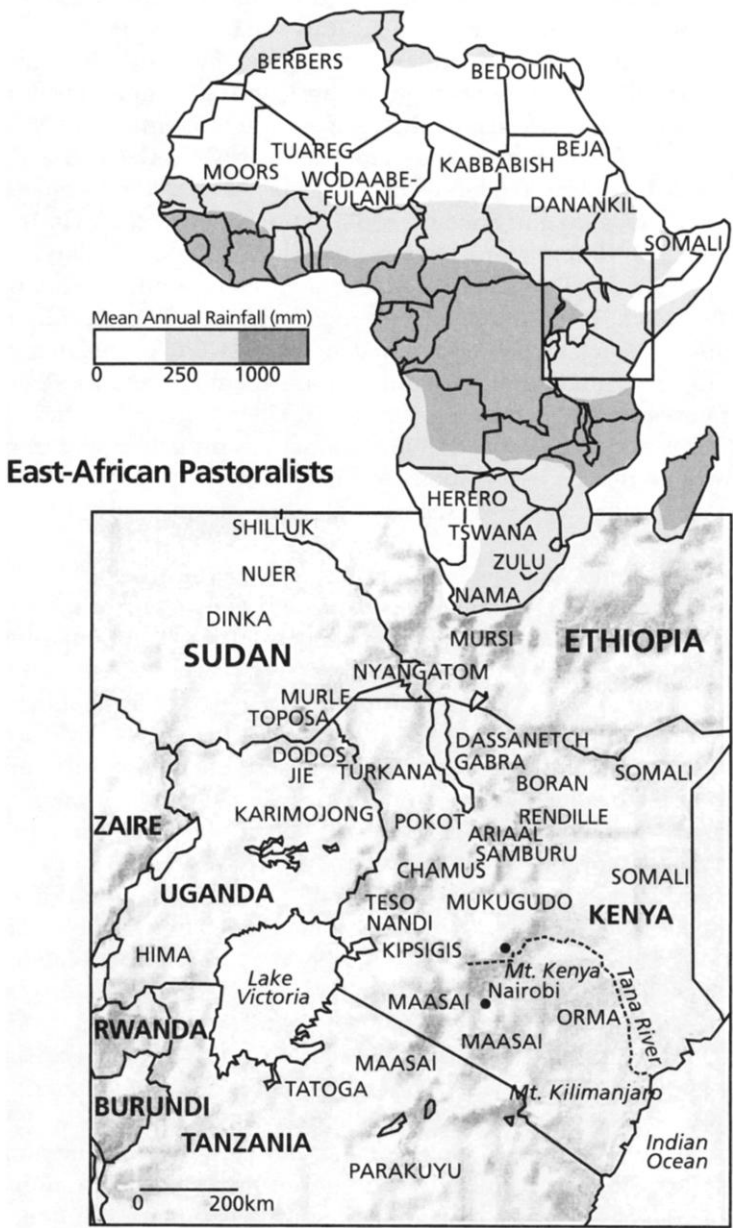 BERBERS
BEDOUIN
TUAREG
BEJA
MOORS
KABBABISH
WODAABE-
FULANI
DANANKIL
SOMALI
Mean Annual Rainfall (mm)
0 250 1000
East-African Pastoralists
HERERO
TSWANA
ZULU
NAMA
SHILLUK
NUER
DINKA
MURSI
SUDAN
ETHIOPIA
NYANGATOM
MURLE
TOPOSA
DASSANETCH
DODOS
GABRA
JIE
TURKANA
BORAN
SOMALI
ZAIRE
KARIMOJONG
POKOT
RENDILLE
ARIAAL
SAMBURU
CHAMUS
SOMALI
UGANDA
TESO
MUKUGUDO
NANDI
KENYA
HIMA
KIPSIGIS
Lake
Victoria
Mt. Kenya
Tana River
MAASAI
Nairobi
ORMA
RWANDA
MAASAI
MAASAI
TATOGA
Mt. Kilimanjaro
BURUNDI
TANZANIA
Indian
Ocean
PARAKUYU
0 200km